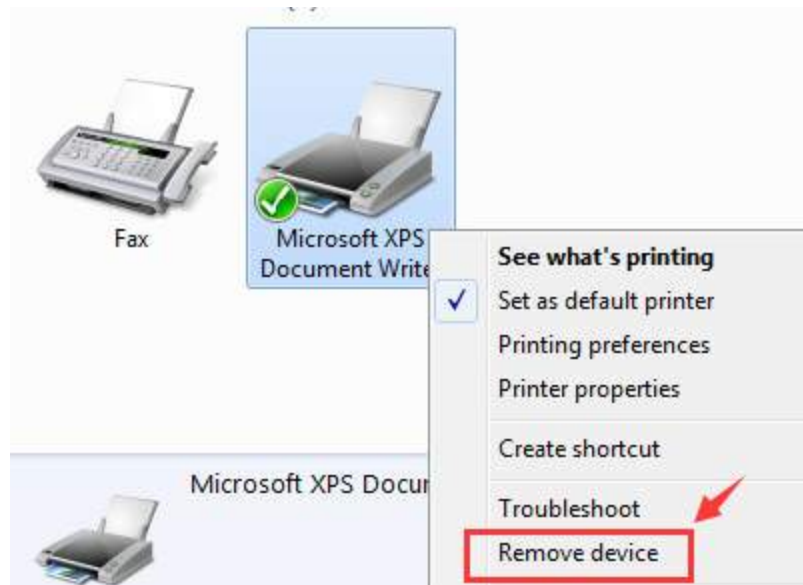 Fax
Microsoft XPS
Document Write
See what's printing
Set as default printer
Printing preferences
Printer properties
Create shortcut
Troubleshoot
Remove device
Microsoft XPS Docu